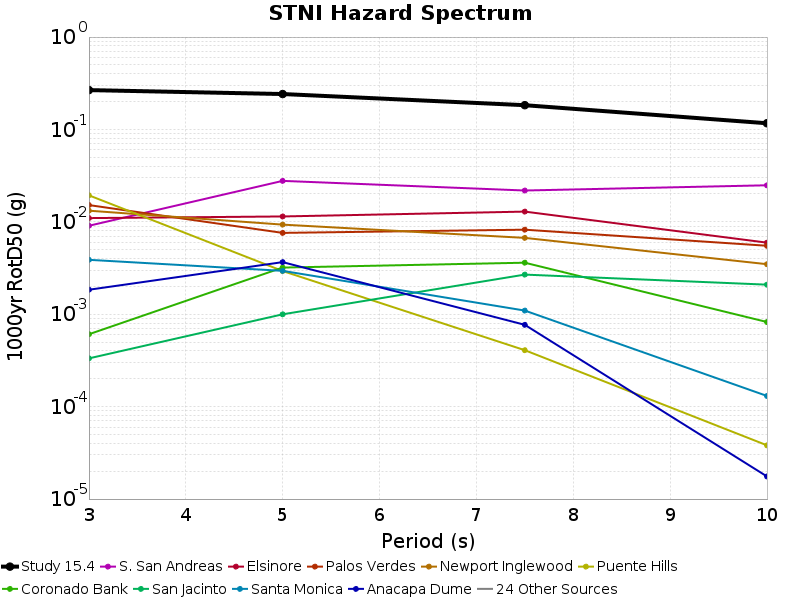 STNI Hazard Spectrum
10^0
10^-1
10^-2
10^-3
10^-4
10^-5
1000yr RotD50 (g)
3 4 5 6 7 8 9 10
Period (s)
Study 15.4 S. San Andreas Elsinore Palos Verdes Newport Inglewood Puente Hills
Coronado Bank San Jacinto Santa Monica Anacapa Dume 24 Other Sources